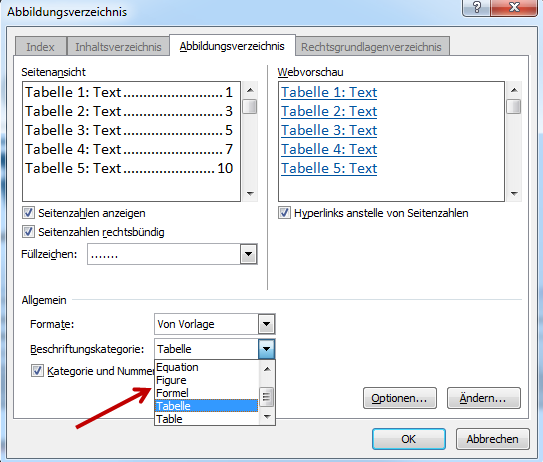 Abbildungsverzeichnis
Index Inhaltsverzeichnis Abbildungsverzeichnis Rechtsgrundlagenverzeichnis
Seitenansicht
Tabelle 1: Text.......................... 1
Tabelle 2: Text.......................... 3
Tabelle 3: Text.......................... 5
Tabelle 4: Text.......................... 7
Tabelle 5: Text........................ 10
Webvorschau
Tabelle 1: Text
Tabelle 2: Text
Tabelle 3: Text
Tabelle 4: Text
Tabelle 5: Text
Seitenzahlen anzeigen
Seitenzahlen rechtsbündig
Füllzeichen: .......
Hyperlinks anstelle von Seitenzahlen
Allgemein
Formate: Von Vorlage
Beschriftungskategorie: Tabelle
Kategorie und Nummer
Equation
Figure
Formel
Tabelle
Table
Optionen... Ändern...
OK Abbrechen